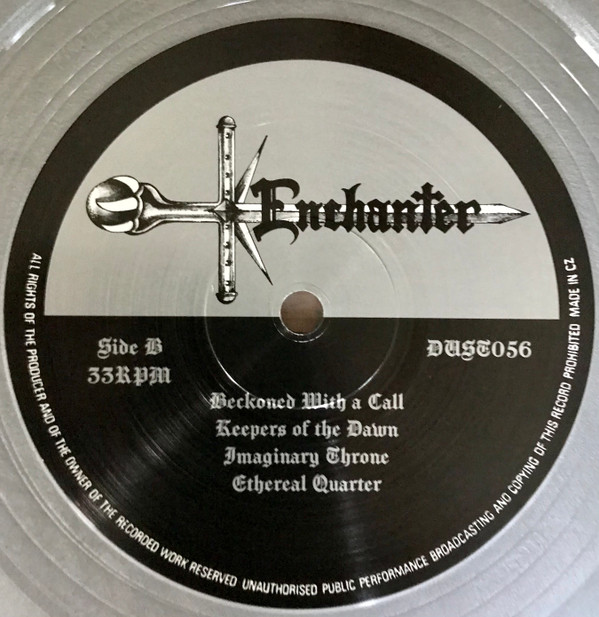 Enchanter
Side B
33RPM
DUST056
Beckoned With a Call
Keepers of the Dawn
Imaginary Throne
Ethereal Quarter
ALL RIGHTS OF THE PRODUCER AND OF THE OWNER OF THE RECORDED WORK RESERVED UNAUTHORISED PUBLIC PERFORMANCE BROADCASTING AND COPYING OF THIS RECORD PROHIBITED MADE IN CZ